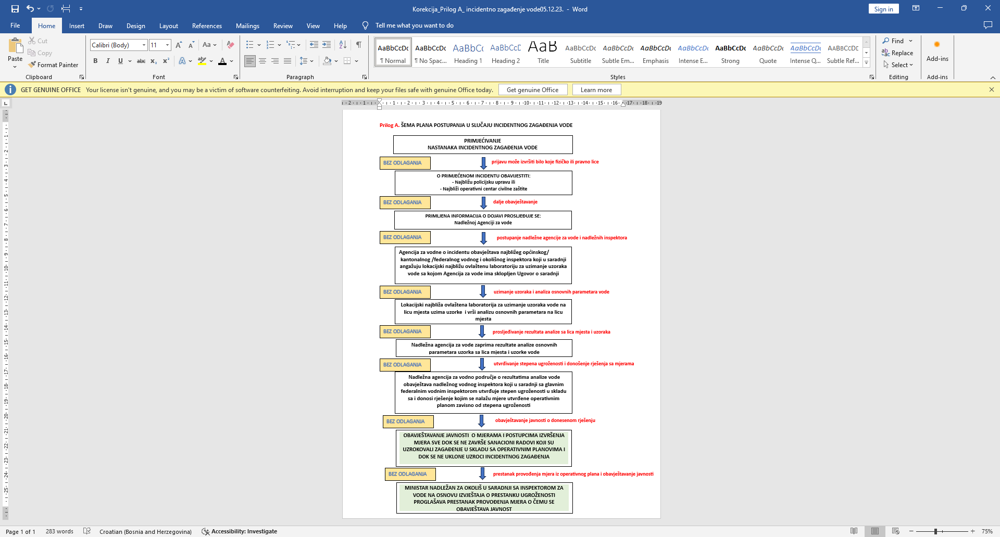 Korekcija_Prilog A_ incidentno zagađenje vode05.12.23. - Word
Sign in
File Home Insert Draw Design Layout References Mailings Review View Help Tell me what you want to do
Paste
Cut
Copy
Format Painter
Clipboard
Calibri (Body) 11
Font
Paragraph
AaBbCcDc AaBbCcDc AaBbCc AaBbCcE AaB AaBbCcDc AaBbCcDc AaBbCcDc AaBbCcDc AaBbCcDc AaBbCcDc AaBbCcDc AaBbCcDc
¶ Normal ¶ No Spac... Heading 1 Heading 2 Title Subtitle Subtle Em... Emphasis Intense E... Strong Quote Intense Q... Subtle Ref...
Styles
Find
Replace
Select
Editing
Add-ins
Add-ins
GET GENUINE OFFICE Your license isn't genuine, and you may be a victim of software counterfeiting. Avoid interruption and keep your files safe with genuine Office today. Get genuine Office Learn more
Prilog A. ŠEMA PLANA POSTUPANJA U SLUČAJU INCIDENTNOG ZAGAĐENJA VODE
PRIMJEĆIVANJE
NASTANAKA INCIDENTNOG ZAGAĐENJA VODE
BEZ ODLAGANJA
prijavu može izvršiti bilo koje fizičko ili pravno lice
O PRIMJEĆENOM INCIDENTU OBAVIJESTITI:
- Najbližu policijsku upravu ili
- Najbliži operativni centar civilne zaštite
BEZ ODLAGANJA
dalje obavještavanje
PRIMLJENA INFORMACIJA O DOJAVI PROSLJEĐUJE SE:
Nadležnoj Agenciji za vode
BEZ ODLAGANJA
postupanje nadležne agencije za vode i nadležnih inspektora
Agencija za vodne o incidentu obavještava najbližeg općinskog/
kantonalnog /federalnog vodnog i okolišnog inspektora koji u saradnji
angažuju lokacijski najbližu ovlaštenu laboratoriju za uzimanje uzoraka
vode sa kojom Agencija za vode ima sklopljen Ugovor o saradnji
BEZ ODLAGANJA
uzimanje uzoraka i analiza osnovnih parametara vode
Lokacijski najbliža ovlaštena laboratorija za uzimanje uzoraka vode na
licu mjesta uzima uzorke i vrši analizu osnovnih parametara na licu
mjesta
BEZ ODLAGANJA
prosljeđivanje rezultata analize sa lica mjesta i uzoraka
Nadležna agencija za vode zaprima rezultate analize osnovnih
parametara uzorka sa lica mjesta i uzorke vode
BEZ ODLAGANJA
utvrđivanje stepena ugroženosti i donošenje rješenja sa mjerama
Nadležna agencija za vodno područje o rezultatima analize vode
obavještava nadležnog vodnog inspektora koji u saradnji sa glavnim
federalnim vodnim inspektorom utvrđuje stepen ugroženosti u skladu
sa i donosi rješenje kojim se nalažu mjere utvrđene operativnim
planom zavisno od stepena ugroženosti
BEZ ODLAGANJA
obavještavanje javnosti o donesenom rješenju
OBAVJEŠTAVANJE JAVNOSTI O MJERAMA I POSTUPCIMA IZVRŠENJA
MJERA SVE DOK SE NE ZAVRŠE SANACIONI RADOVI KOJI SU
UZROKOVALI ZAGAĐENJE U SKLADU SA OPERATIVNIM PLANOVIMA I
DOK SE NE UKLONE UZROCI INCIDENTNOG ZAGAĐENJA
BEZ ODLAGANJA
prestanak provođenja mjera iz operativnog plana i obavještavanje javnosti
MINISTAR NADLEŽAN ZA OKOLIŠ U SARADNJI SA INSPEKTOROM ZA
VODE NA OSNOVU IZVJEŠTAJA O PRESTANKU UGROŽENOSTI
PROGLAŠAVA PRESTANAK PROVOĐENJA MJERA O ČEMU SE
OBAVJEŠTAVA JAVNOST
Page 1 of 1 283 words Croatian (Bosnia and Herzegovina) Accessibility: Investigate 75%